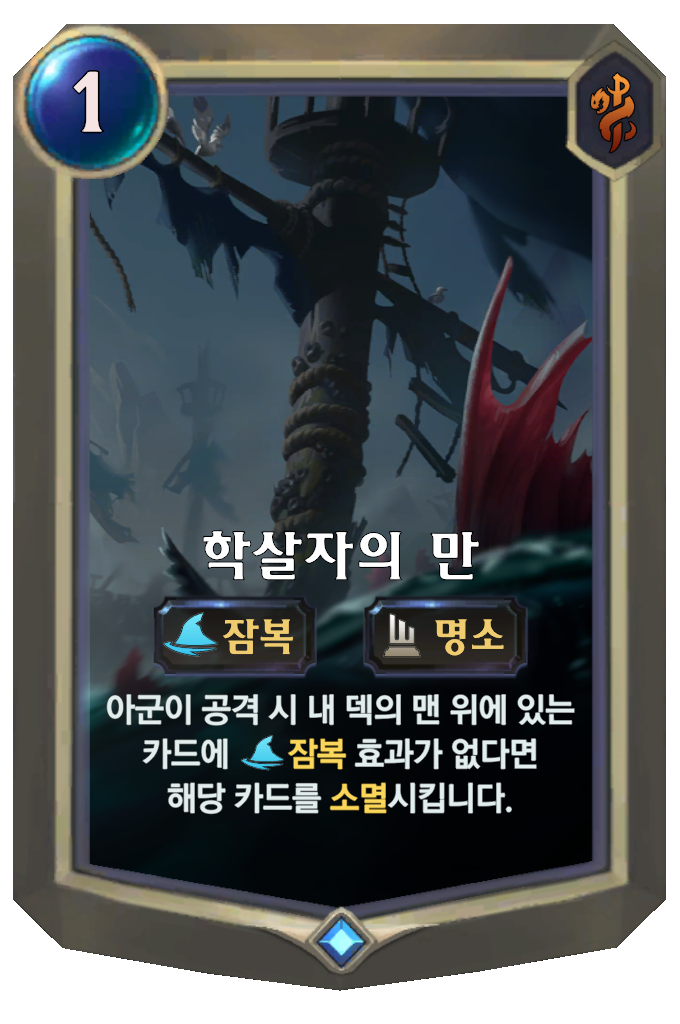 1
학살자의 만
잠복 명소
아군이 공격 시 내 덱의 맨 위에 있는
카드에 잠복 효과가 없다면
해당 카드를 소멸시킵니다.